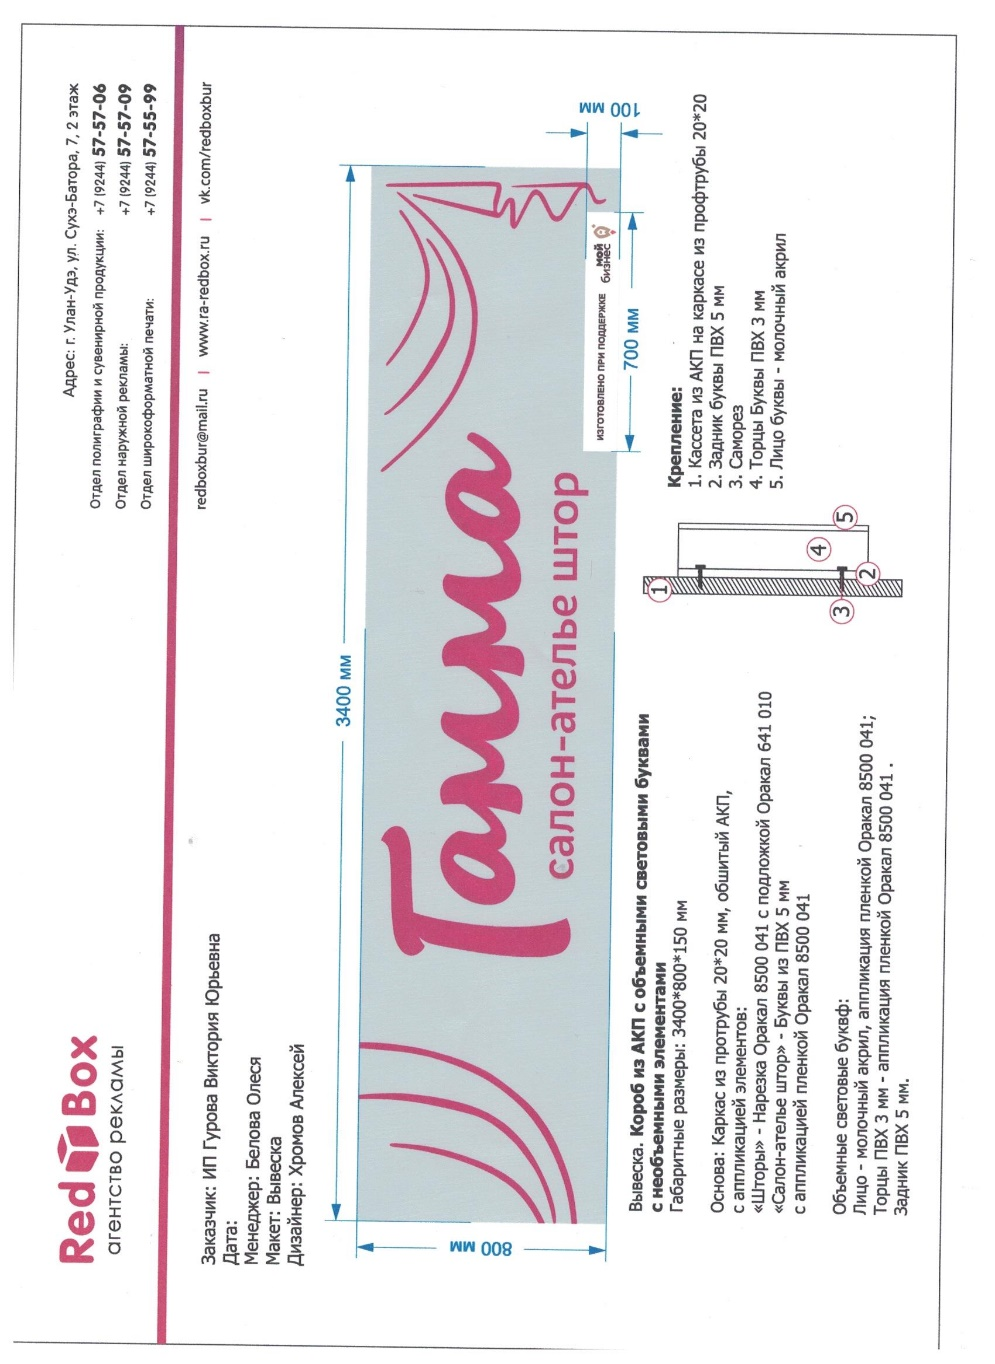 Red Box
агентство рекламы
Адрес: г. Улан-Удэ, ул. Сухэ-Батора, 7, 2 этаж
Отдел полиграфии и сувенирной продукции: +7 (9244) 57-57-06
Отдел наружной рекламы: +7 (9244) 57-57-09
Отдел широкоформатной печати: +7 (9244) 57-55-99
redboxbur@mail.ru | www.ra-redbox.ru | vk.com/redboxbur
Заказчик: ИП Гурова Виктория Юрьевна
Дата:
Менеджер: Белова Олеся
Макет: Вывеска
Дизайнер: Хромов Алексей
3400 мм
800 мм
Гамма
салон-ателье штор
ИЗГОТОВЛЕНО ПРИ ПОДДЕРЖКЕ
мой
бизнес
100 мм
700 мм
Вывеска. Короб из АКП с объемными световыми буквами
с необъемными элементами
Габаритные размеры: 3400*800*150 мм
Основа: Каркас из протрубы 20*20 мм, обшитый АКП,
с аппликацией элементов:
«Шторы» - Нарезка Оракал 8500 041 с подложкой Оракал 641 010
«Салон-ателье штор» - Буквы из ПВХ 5 мм
с аппликацией пленкой Оракал 8500 041
Объемные световые буквф:
Лицо - молочный акрил, аппликация пленкой Оракал 8500 041;
Торцы ПВХ 3 мм - аппликация пленкой Оракал 8500 041 .
Задник ПВХ 5 мм.
1
2
3
4
5
Крепление:
1. Кассета из АКП на каркасе из профтрубы 20*20
2. Задник буквы ПВХ 5 мм
3. Саморез
4. Торцы Буквы ПВХ 3 мм
5. Лицо буквы - молочный акрил